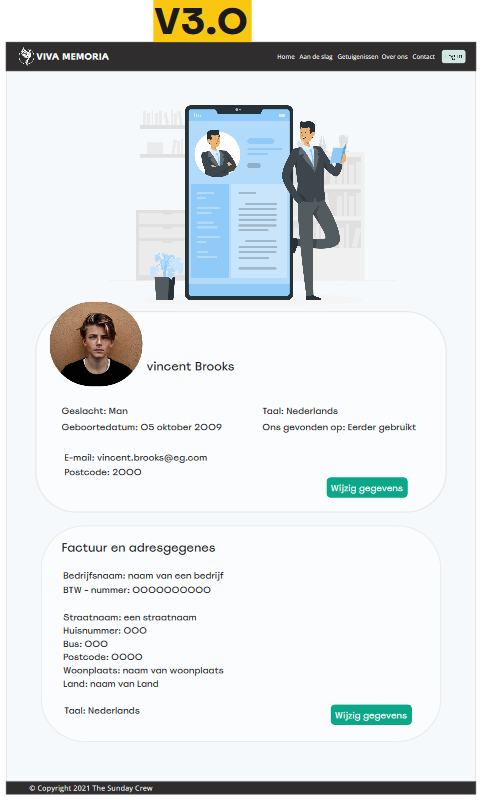 V3.0
VIVA MEMORIA
Home Aan de slag Getuigenissen Over ons Contact
vincent Brooks
Geslacht: Man
Taal: Nederlands
Geboortedatum: 05 oktober 2009
Ons gevonden op: Eerder gebruikt
E-mail: vincent.brooks@eg.com
Postcode: 2000
Wijzig gegevens
Factuur en adresgegenes
Bedrijfsnaam: naam van een bedrijf
BTW - nummer: 0000000000
Straatnaam: een straatnaam
Huisnummer: 000
Bus: 000
Postcode: 0000
Woonplaats: naam van woonplaats
Land: naam van Land
Taal: Nederlands
Wijzig gegevens
© Copyright 2021 The Sunday Crew